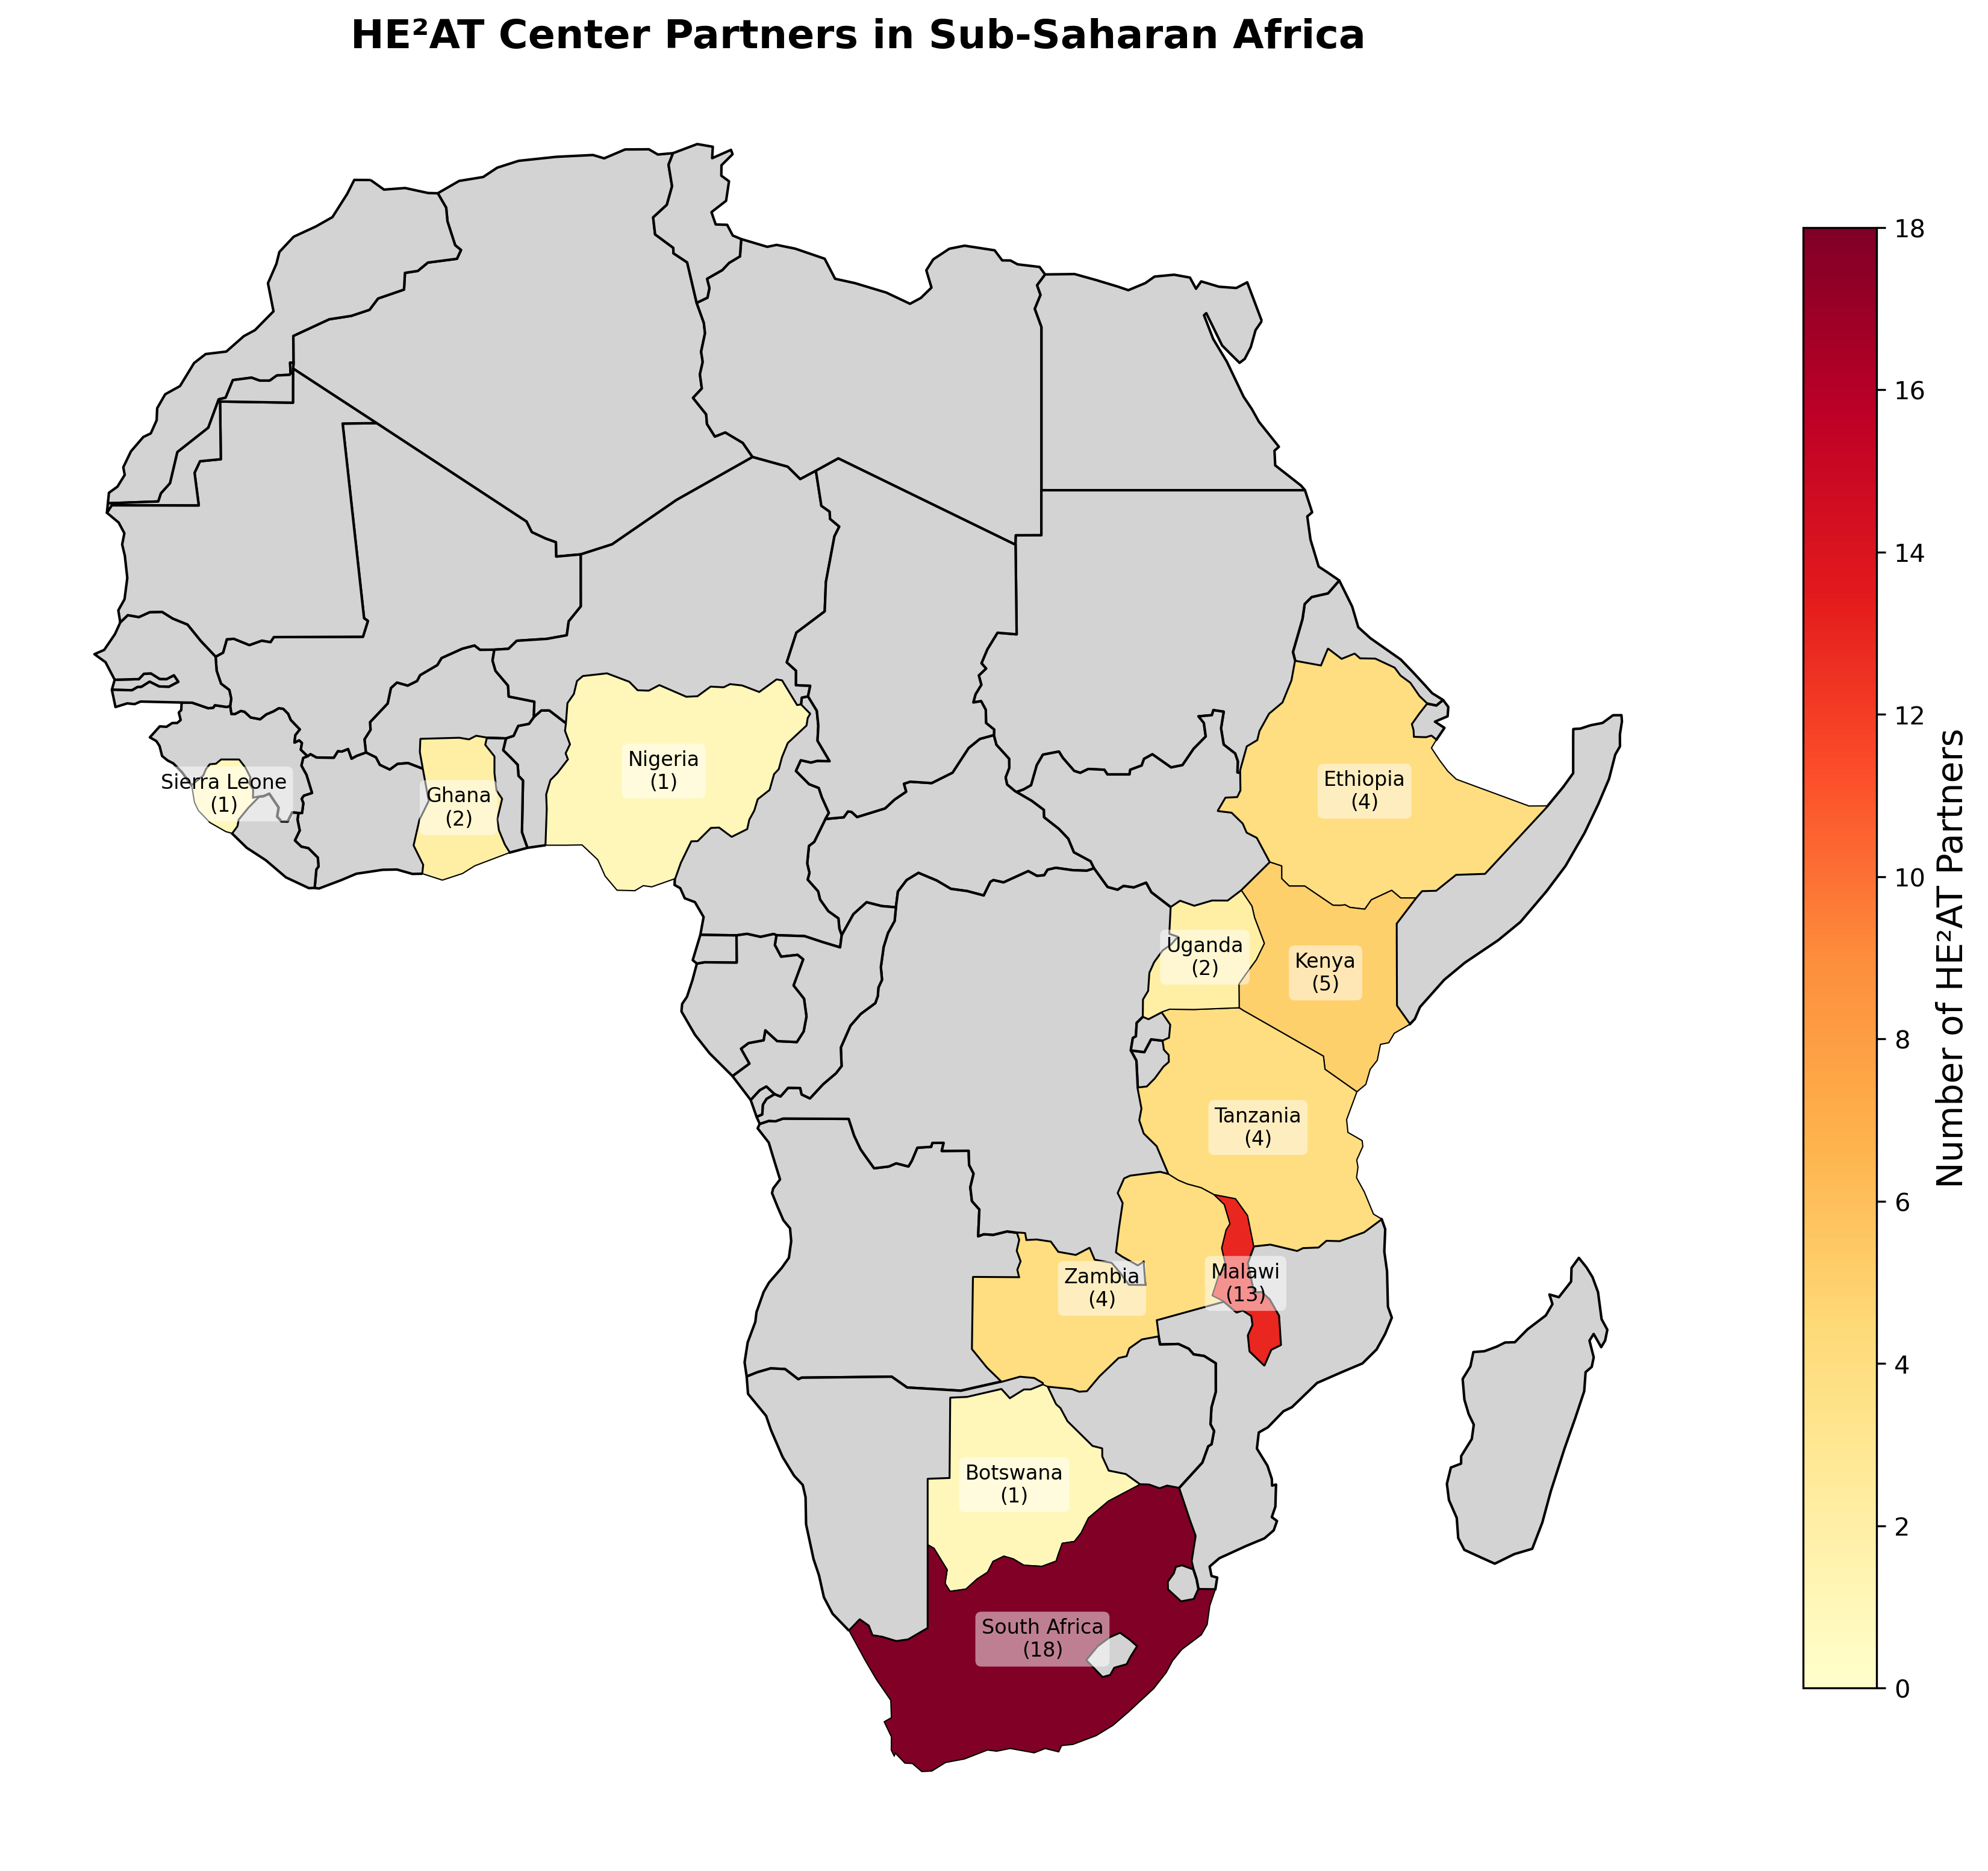 HE²AT Center Partners in Sub-Saharan Africa
Nigeria
(1)
Sierra Leone
(1)
Ghana
(2)
Ethiopia
(4)
Uganda
(2)
Kenya
(5)
Tanzania
(4)
Zambia
(4)
Malawi
(13)
Botswana
(1)
South Africa
(18)
18
16
14
12
10
8
6
4
2
0
Number of HE²AT Partners